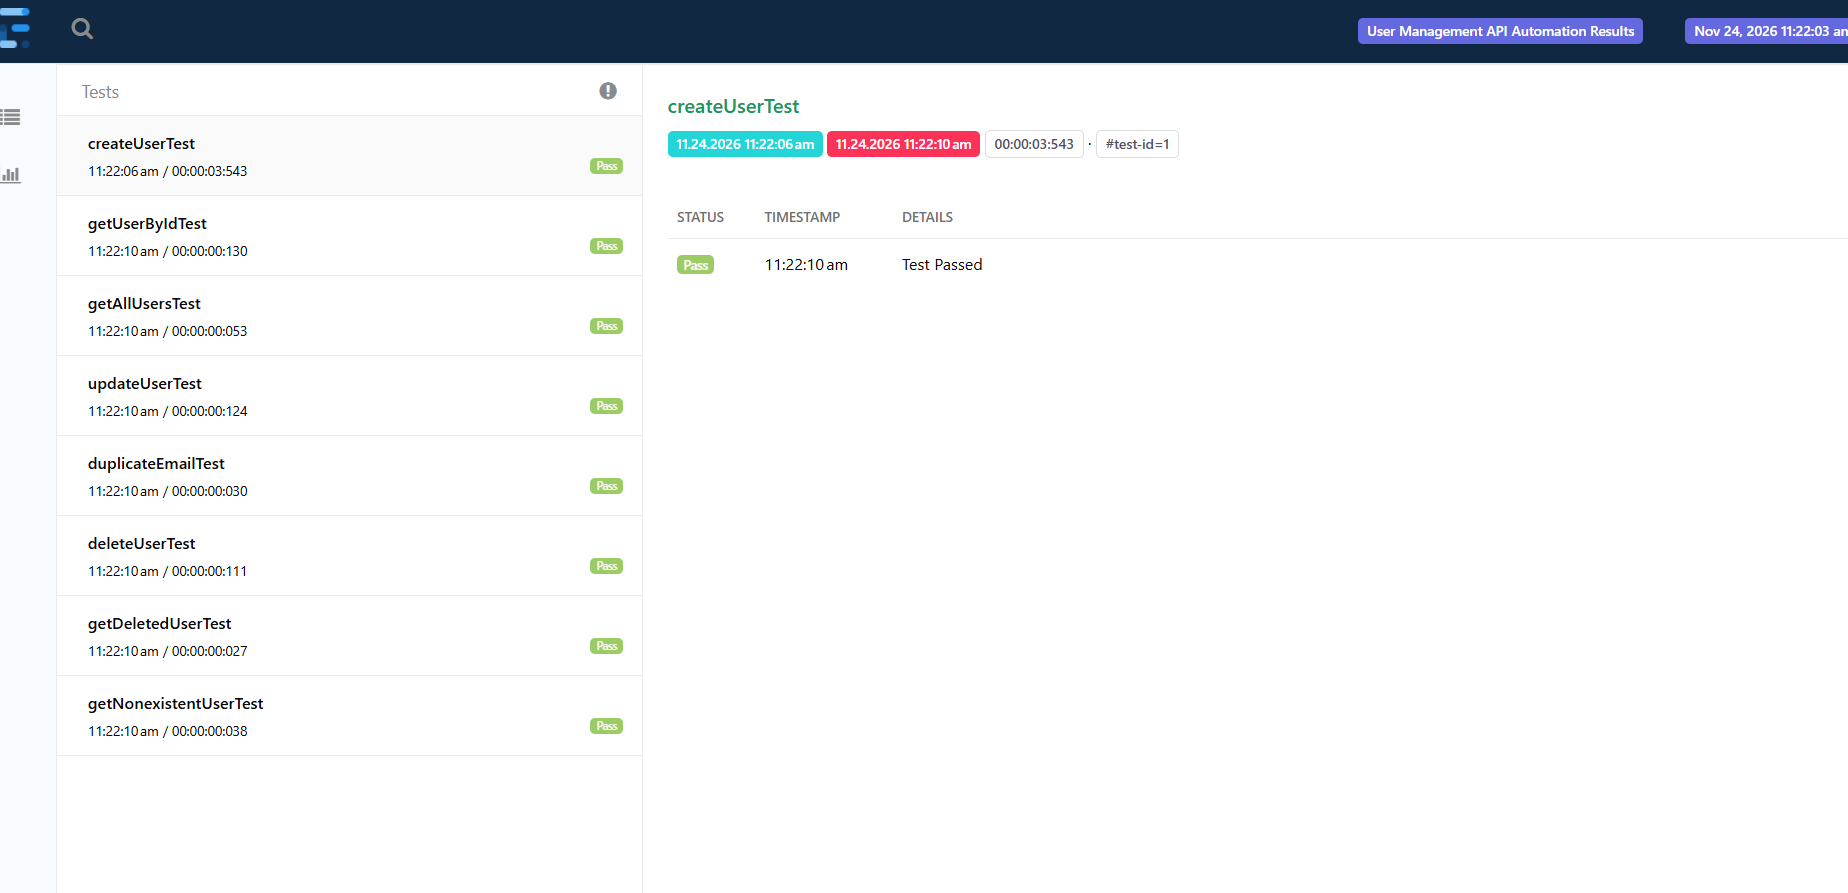 User Management API Automation Results
Nov 24, 2026 11:22:03 am
Tests
createUserTest
11:22:06 am / 00:00:03:543
Pass
getUserByIdTest
11:22:10 am / 00:00:00:130
Pass
getAllUsersTest
11:22:10 am / 00:00:00:053
Pass
updateUserTest
11:22:10 am / 00:00:00:124
Pass
duplicateEmailTest
11:22:10 am / 00:00:00:030
Pass
deleteUserTest
11:22:10 am / 00:00:00:111
Pass
getDeletedUserTest
11:22:10 am / 00:00:00:027
Pass
getNonexistentUserTest
11:22:10 am / 00:00:00:038
Pass
createUserTest
11.24.2026 11:22:06 am 11.24.2026 11:22:10 am 00:00:03:543 · #test-id=1
STATUS TIMESTAMP DETAILS
Pass 11:22:10 am Test Passed